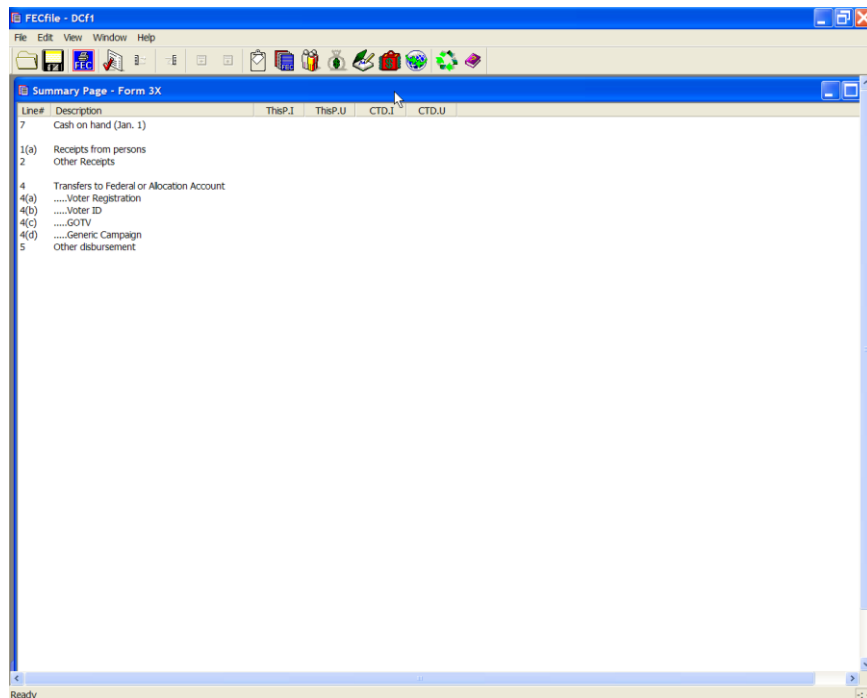 FECfile - DCf1
File Edit View Window Help
FEC
Summary Page - Form 3X
Line# Description ThisP.I ThisP.U CTD.I CTD.U
7 Cash on hand (Jan. 1)
1(a) Receipts from persons
2 Other Receipts
4 Transfers to Federal or Allocation Account
4(a) .....Voter Registration
4(b) .....Voter ID
4(c) .....GOTV
4(d) .....Generic Campaign
5 Other disbursement
Ready